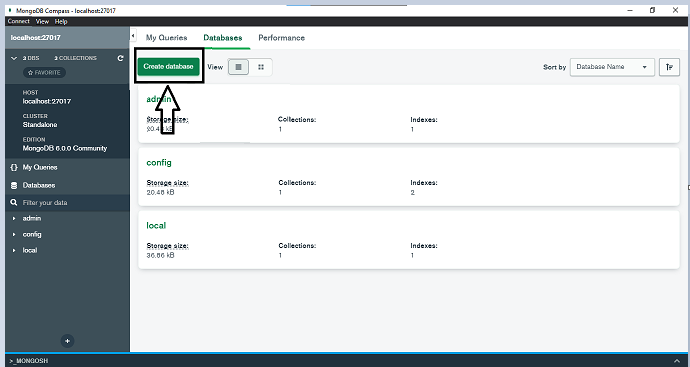 MongoDB Compass - localhost:27017
Connect View Help
localhost:27017
My Queries Databases Performance
3 DBS 3 COLLECTIONS
FAVORITE
HOST
localhost:27017
CLUSTER
Standalone
EDITION
MongoDB 6.0.0 Community
{} My Queries
Databases
Filter your data
admin
config
local
Create database
View
Sort by
Database Name
admin
Storage size: Collections: Indexes:
kB 1 1
config
Storage size: Collections: Indexes:
20.48 kB 1 2
local
Storage size: Collections: Indexes:
36.86 kB 1 1
>_MONGOSH